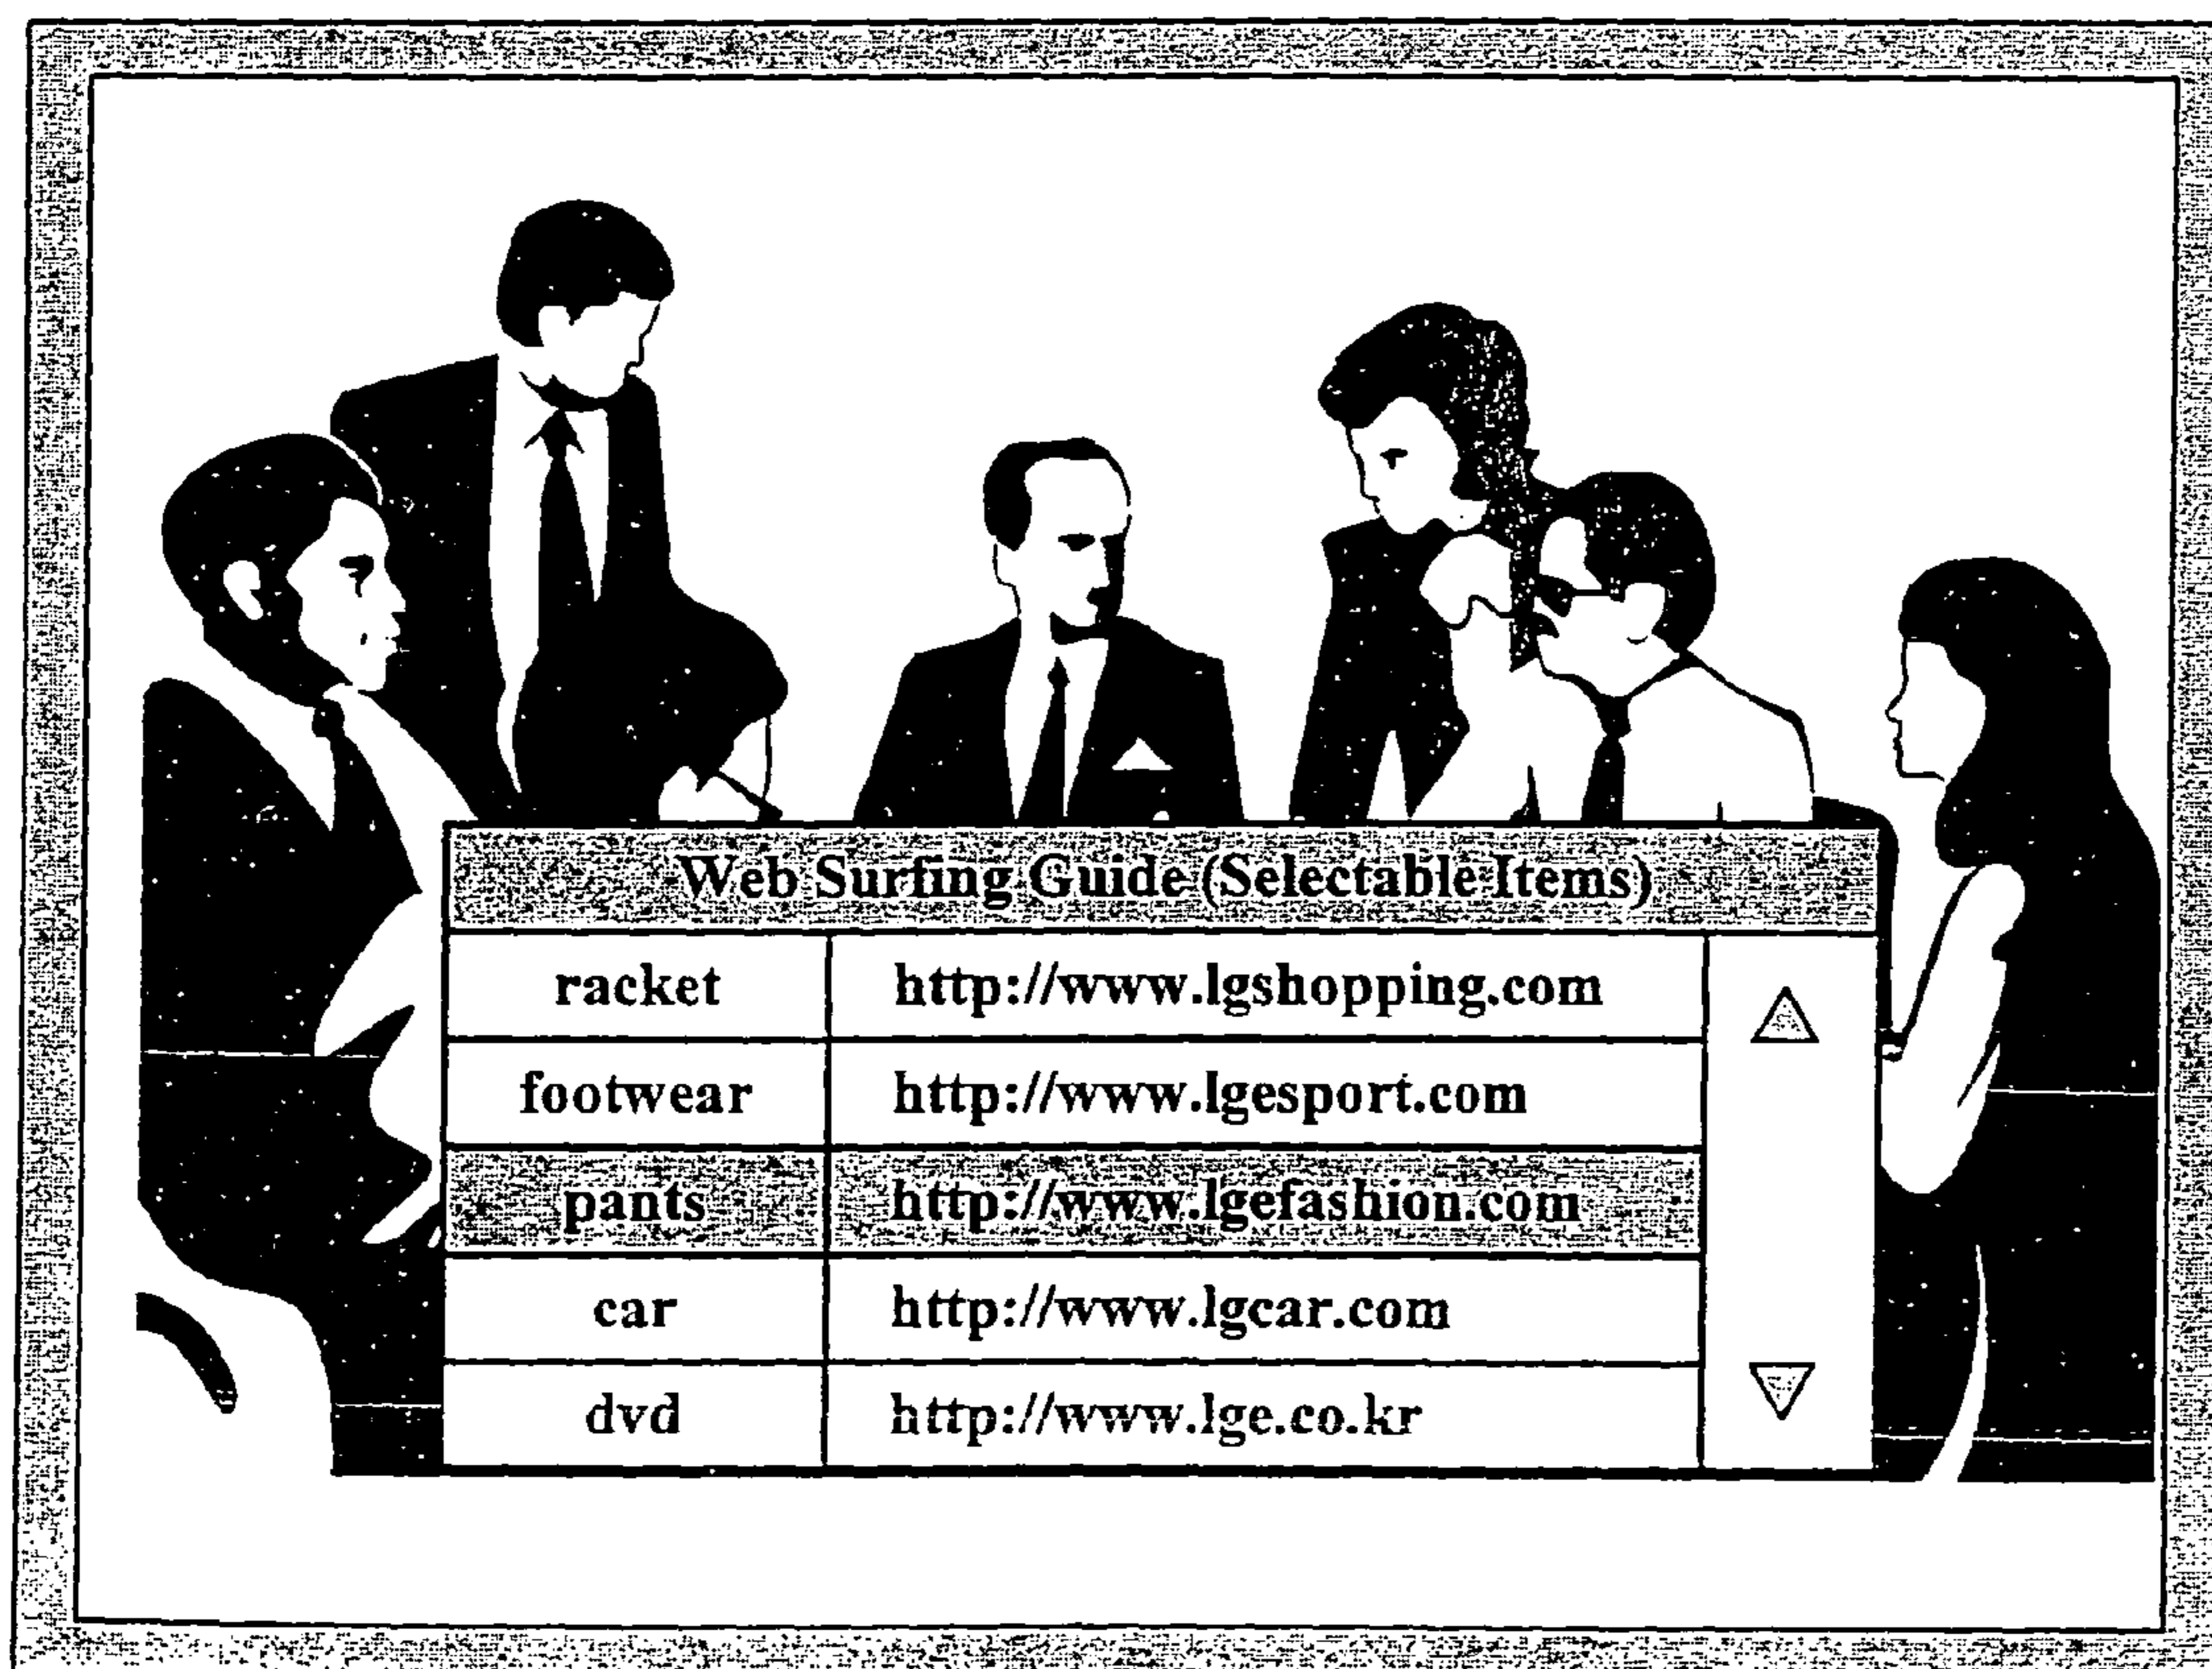 Web Surfing Guide (Selectable Items)
racket http://www.lgshopping.com
footwear http://www.lgesport.com
pants http://www.lgefashion.com
car http://www.lgcar.com
dvd http://www.lge.co.kr